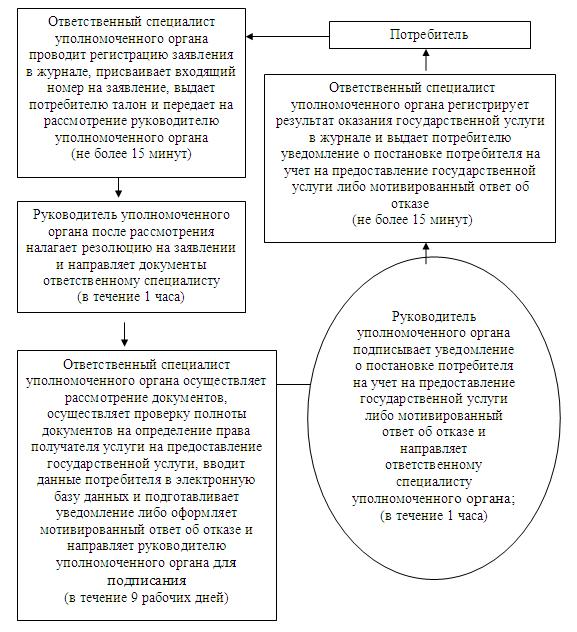 Потребитель
Ответственный специалист
уполномоченного органа
проводит регистрацию заявления
в журнале, присваивает входящий
номер на заявление, выдает
потребителю талон и передает на
рассмотрение руководителю
уполномоченного органа
(не более 15 минут)
Руководитель уполномоченного
органа после рассмотрения
налагает резолюцию на заявлении
и направляет документы
ответственному специалисту
(в течение 1 часа)
Ответственный специалист
уполномоченного органа осуществляет
рассмотрение документов,
осуществляет проверку полноты
документов на определение права
получателя услуги на предоставление
государственной услуги, вводит
данные потребителя в электронную
базу данных и подготавливает
уведомление либо оформляет
мотивированный ответ об отказе и
направляет руководителю
уполномоченного органа для
подписания
(в течение 9 рабочих дней)
Руководитель
уполномоченного органа
подписывает уведомление
о постановке потребителя
на учет на предоставление
государственной услуги
либо мотивированный
ответ об отказе и
направляет
ответственному
специалисту
уполномоченного органа;
(в течение 1 часа)
Ответственный специалист
уполномоченного органа регистрирует
результат оказания государственной услуги
в журнале и выдает потребителю
уведомление о постановке потребителя на
учет на предоставление государственной
услуги либо мотивированный ответ об
отказе
(не более 15 минут)